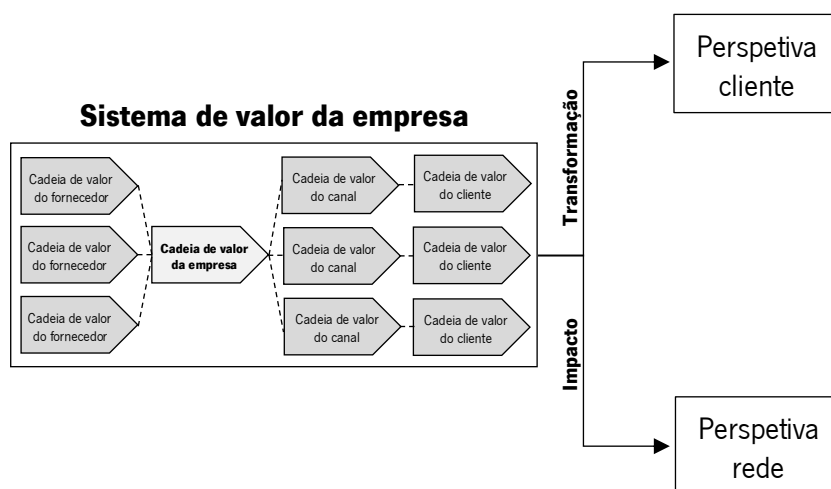 Perspetiva
cliente
Sistema de valor da empresa
Transformação
Cadeia de valor
do fornecedor
Cadeia de valor
do canal
Cadeia de valor
do cliente
Cadeia de valor
do fornecedor
Cadeia de valor
da empresa
Cadeia de valor
do canal
Cadeia de valor
do cliente
Cadeia de valor
do fornecedor
Cadeia de valor
do canal
Cadeia de valor
do cliente
Impacto
Perspetiva
rede